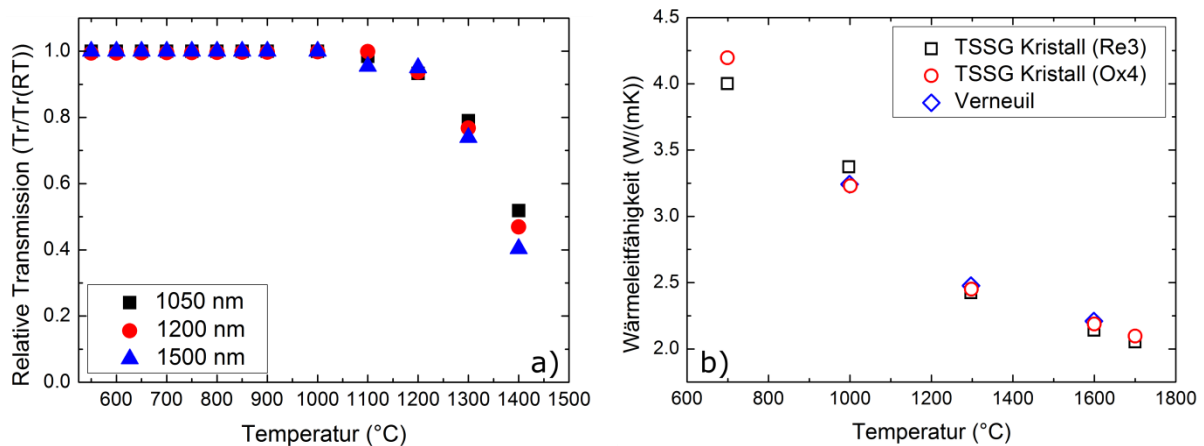 Relative Transmission (Tr/Tr(RT))
1.0
0.8
0.6
0.4
0.2
0.0
1050 nm
1200 nm
1500 nm
a)
600 700 800 900 1000 1100 1200 1300 1400 1500
Temperatur (°C)
Wärmeleitfähigkeit (W/(mK))
4.5
4.0
3.5
3.0
2.5
2.0
TSSG Kristall (Re3)
TSSG Kristall (Ox4)
Verneuil
b)
600 800 1000 1200 1400 1600 1800
Temperatur (°C)